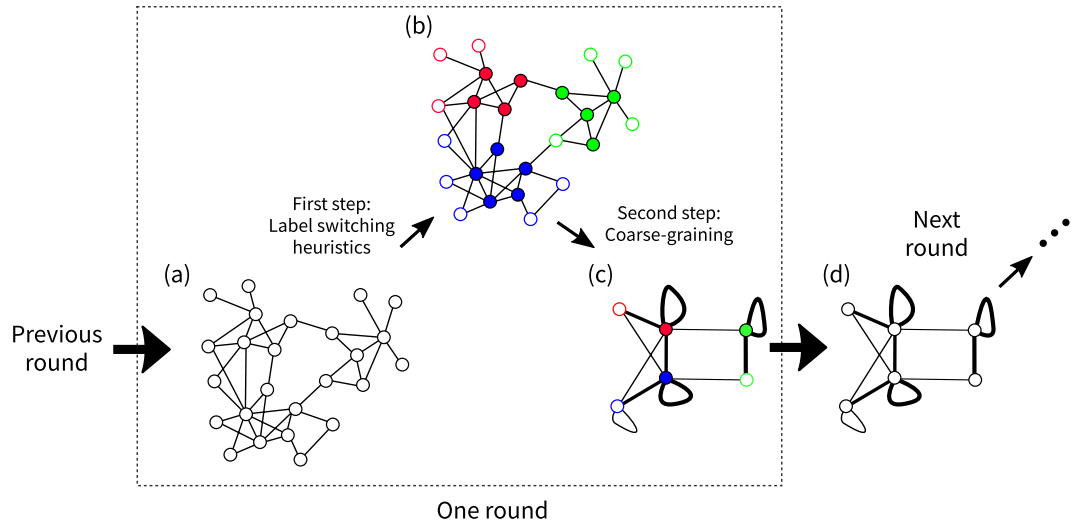 (b)
First step:
Label switching
heuristics
Second step:
Coarse-graining
Next
round
(a)
(c)
(d)
Previous
round
One round